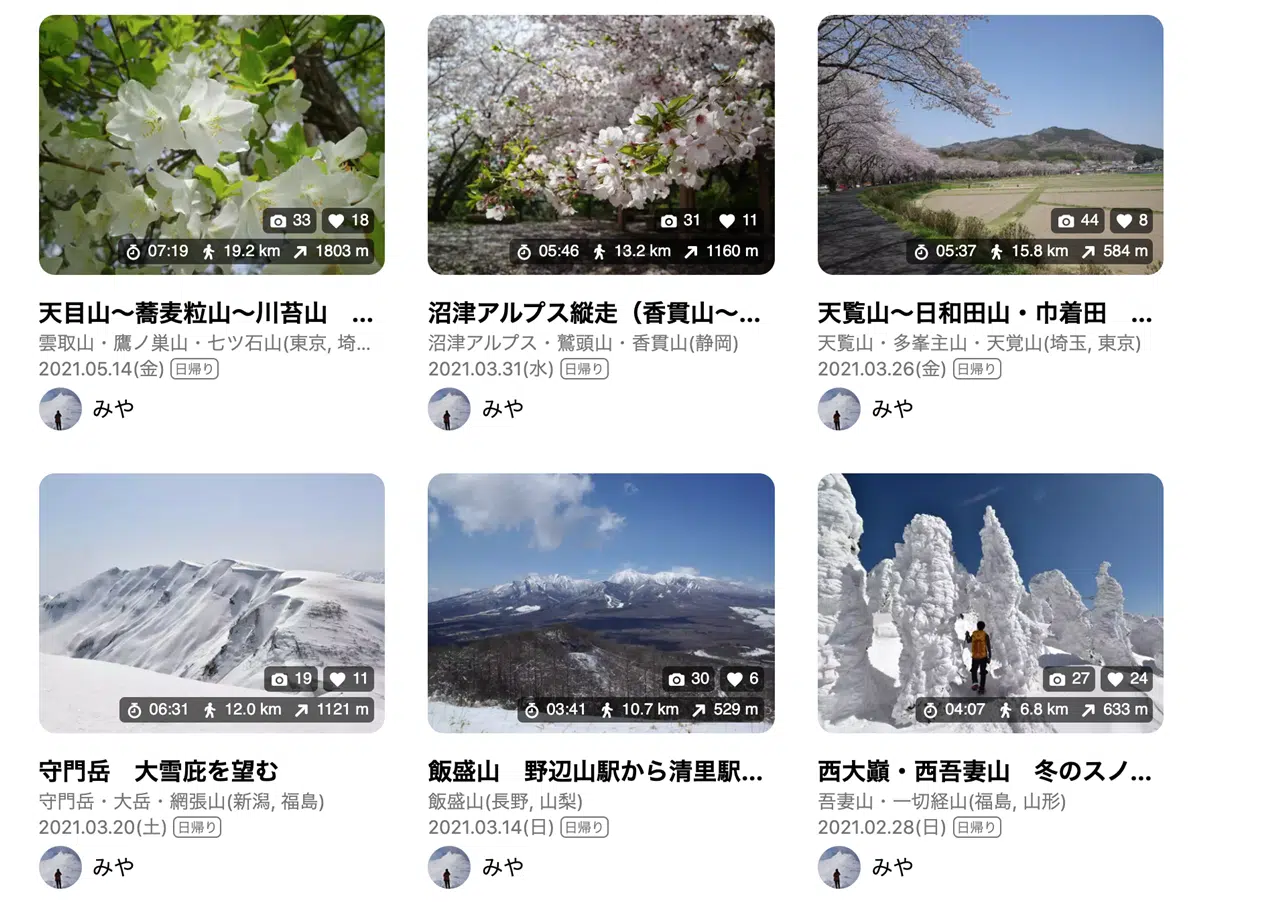 33 18
07:19 19.2 km 1803 m
天目山〜蕎麦粒山〜川苔山　...
雲取山・鷹ノ巣山・七ツ石山(東京, 埼...
2021.05.14(金) 日帰り
みや
31 11
05:46 13.2 km 1160 m
沼津アルプス縦走（香貫山〜...
沼津アルプス・鷲頭山・香貫山(静岡)
2021.03.31(水) 日帰り
みや
44 8
05:37 15.8 km 584 m
天覧山〜日和田山・巾着田　...
天覧山・多峯主山・天覚山(埼玉, 東京)
2021.03.26(金) 日帰り
みや
19 11
06:31 12.0 km 1121 m
守門岳　大雪庇を望む
守門岳・大岳・網張山(新潟, 福島)
2021.03.20(土) 日帰り
みや
30 6
03:41 10.7 km 529 m
飯盛山　野辺山駅から清里駅...
飯盛山(長野, 山梨)
2021.03.14(日) 日帰り
みや
27 24
04:07 6.8 km 633 m
西大巓・西吾妻山　冬のスノ...
吾妻山・一切経山(福島, 山形)
2021.02.28(日) 日帰り
みや